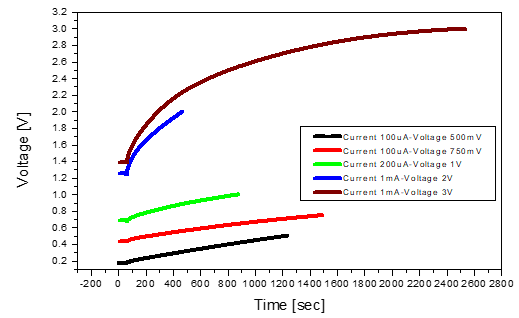 3.2
3.0
2.8
2.6
2.4
2.2
2.0
1.8
1.6
1.4
1.2
1.0
0.8
0.6
0.4
0.2
Voltage [V]
Current 100uA-Voltage 500mV
Current 100uA-Voltage 750mV
Current 200uA-Voltage 1V
Current 1mA-Voltage 2V
Current 1mA-Voltage 3V
-200 0 200 400 600 800 1000 1200 1400 1600 1800 2000 2200 2400 2600 2800
Time [sec]